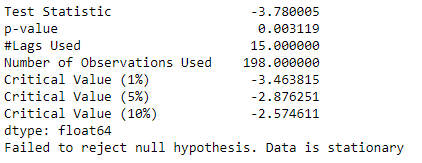 Test Statistic -3.780005
p-value 0.003119
#Lags Used 15.000000
Number of Observations Used 198.000000
Critical Value (1%) -3.463815
Critical Value (5%) -2.876251
Critical Value (10%) -2.574611
dtype: float64
Failed to reject null hypothesis. Data is stationary